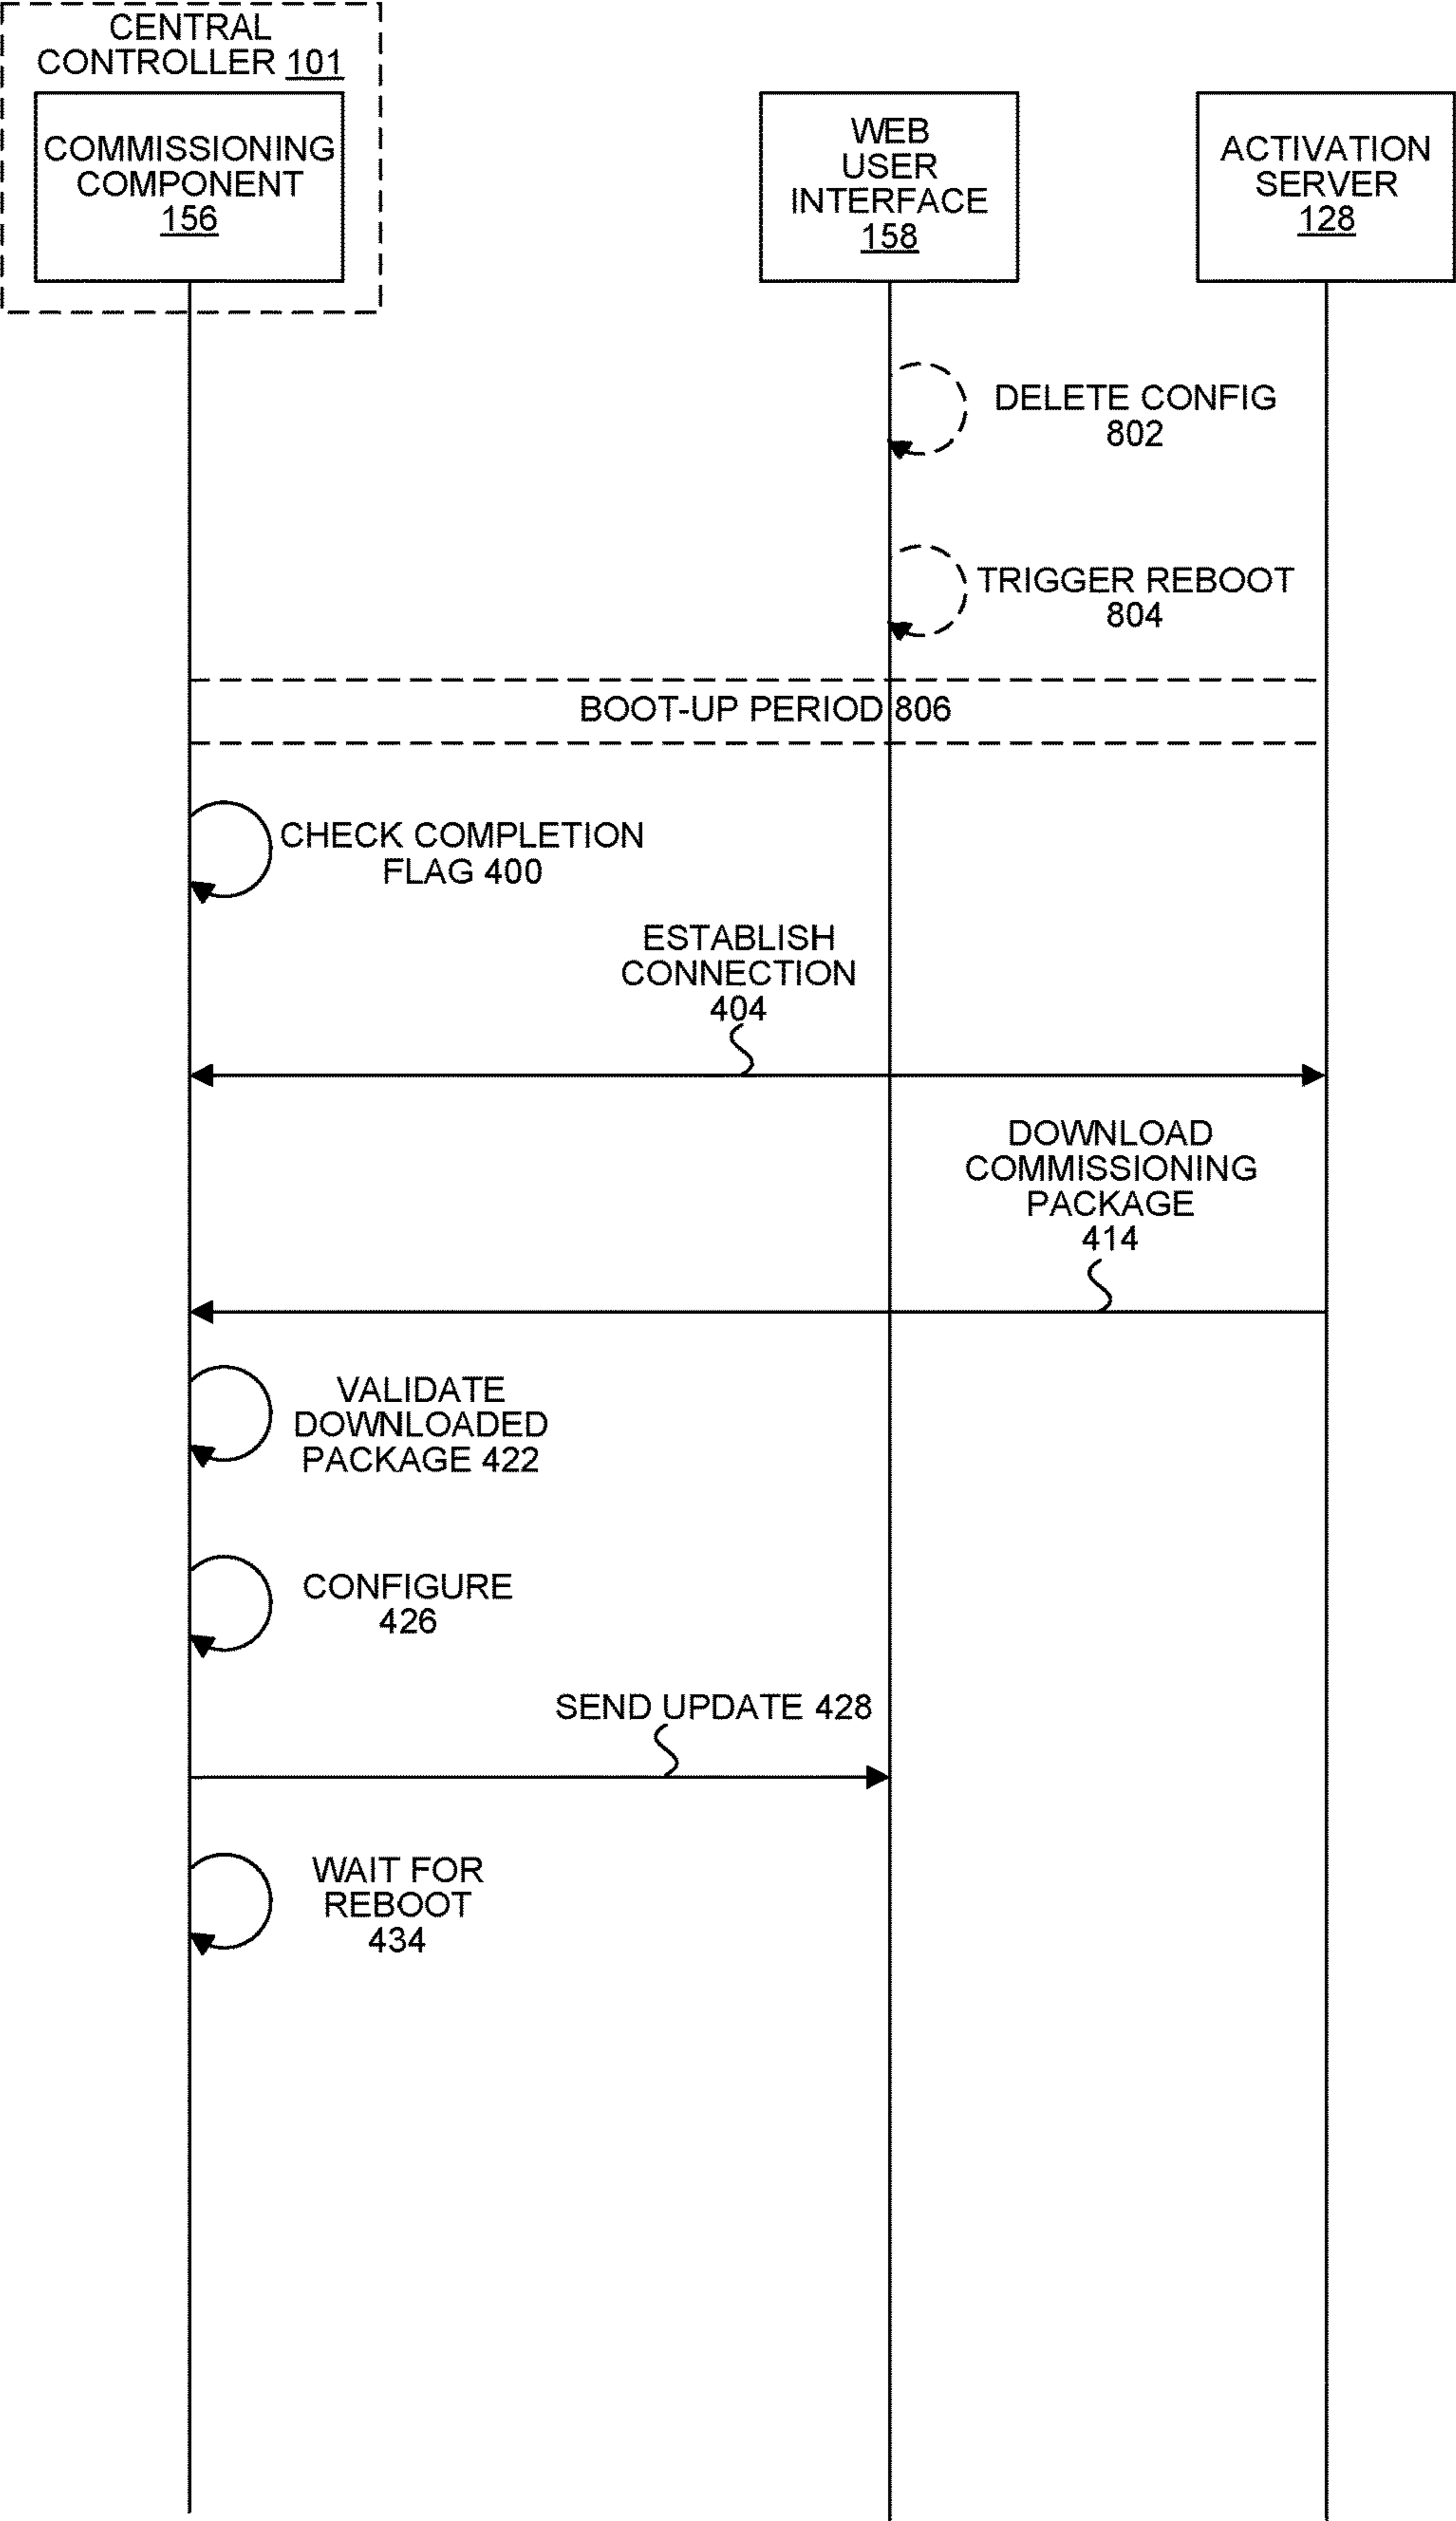 CENTRAL
CONTROLLER 101
COMMISSIONING
COMPONENT
156
WEB
USER
INTERFACE
158
ACTIVATION
SERVER
128
DELETE CONFIG
802
TRIGGER REBOOT
804
BOOT-UP PERIOD 806
CHECK COMPLETION
FLAG 400
ESTABLISH
CONNECTION
404
DOWNLOAD
COMMISSIONING
PACKAGE
414
VALIDATE
DOWNLOADED
PACKAGE 422
CONFIGURE
426
SEND UPDATE 428
WAIT FOR
REBOOT
434